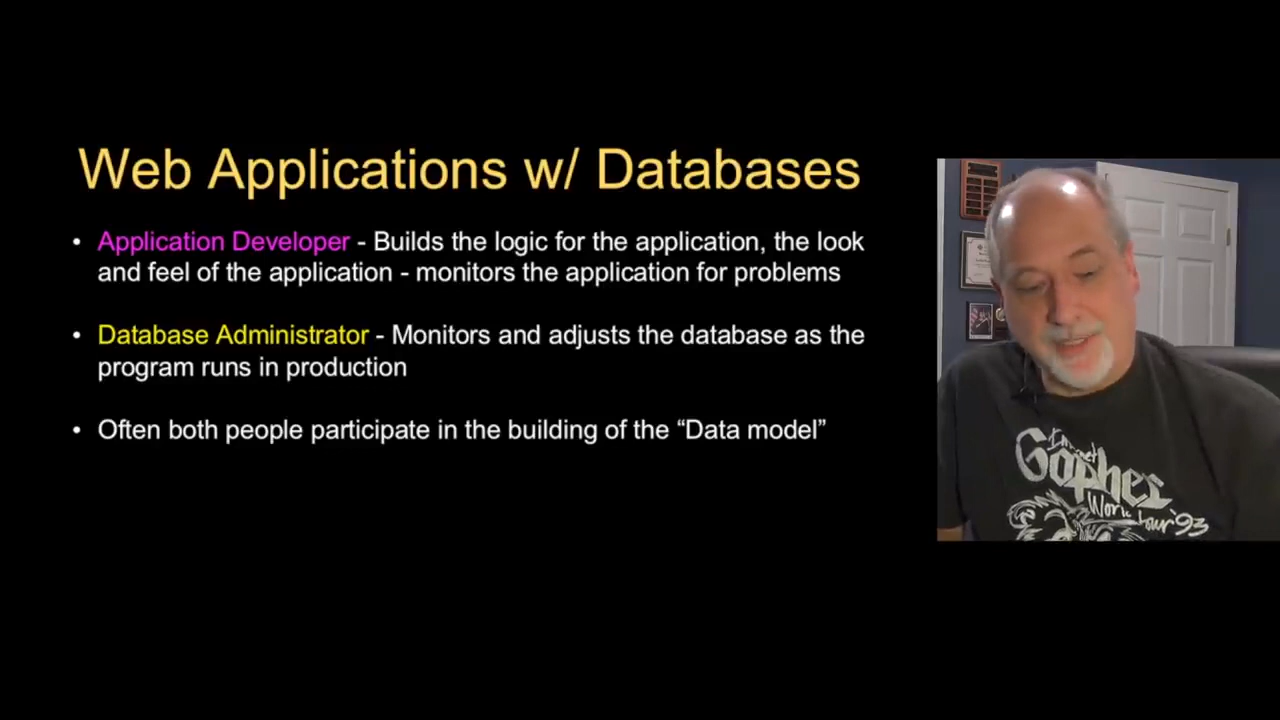 Web Applications w/ Databases
• Application Developer - Builds the logic for the application, the look
and feel of the application - monitors the application for problems
• Database Administrator - Monitors and adjusts the database as the
program runs in production
• Often both people participate in the building of the “Data model”
Internet
Gopher
World Tour '93